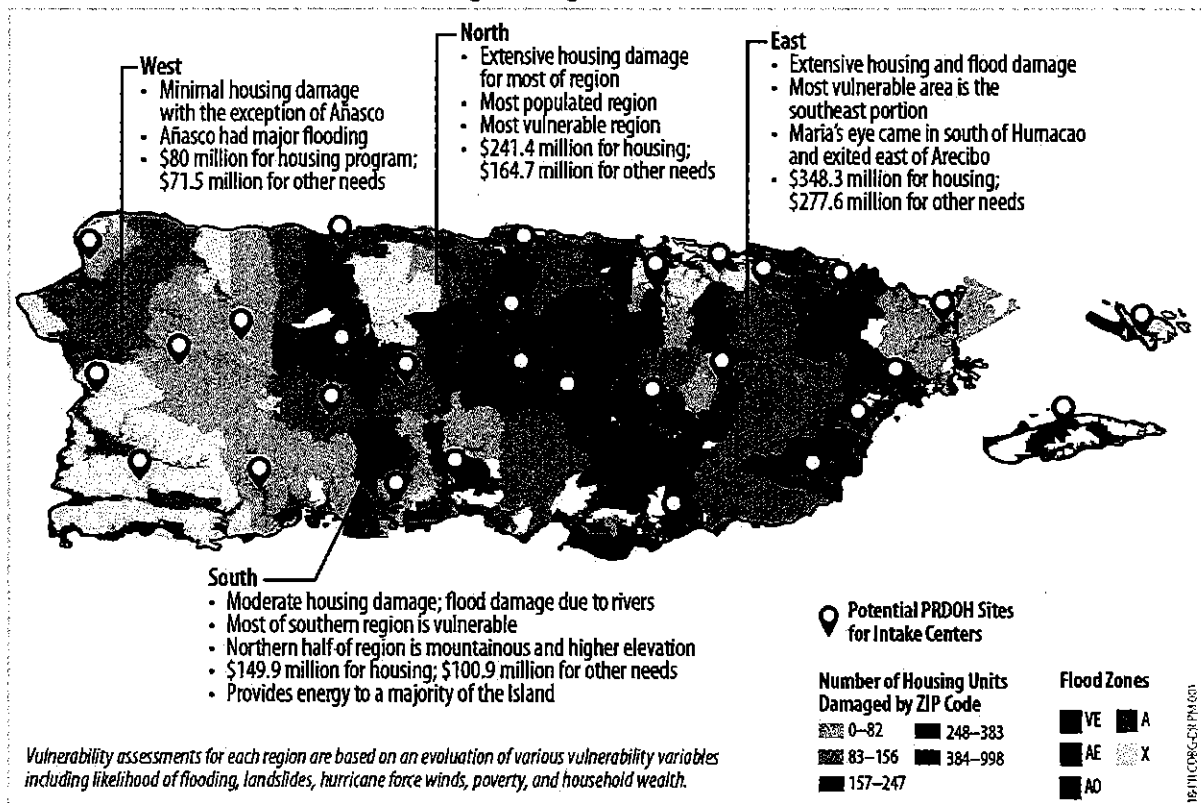 West
• Minimal housing damage
with the exception of Añasco
• Añasco had major flooding
• $80 million for housing program;
$71.5 million for other needs
North
• Extensive housing damage
for most of region
• Most populated region
• Most vulnerable region
• $241.4 million for housing;
$164.7 million for other needs
East
• Extensive housing and flood damage
• Most vulnerable area is the
southeast portion
• Maria's eye came in south of Humacao
and exited east of Arecibo
• $348.3 million for housing;
$277.6 million for other needs
South
• Moderate housing damage; flood damage due to rivers
• Most of southern region is vulnerable
• Northern half of region is mountainous and higher elevation
• $149.9 million for housing; $100.9 million for other needs
• Provides energy to a majority of the Island
Vulnerability assessments for each region are based on an evaluation of various vulnerability variables
including likelihood of flooding, landslides, hurricane force winds, poverty, and household wealth.
Potential PRDOH Sites
for Intake Centers
Number of Housing Units
Damaged by ZIP Code
0–82
83–156
157–247
248–383
384–998
Flood Zones
VE
AE
AO
A
X